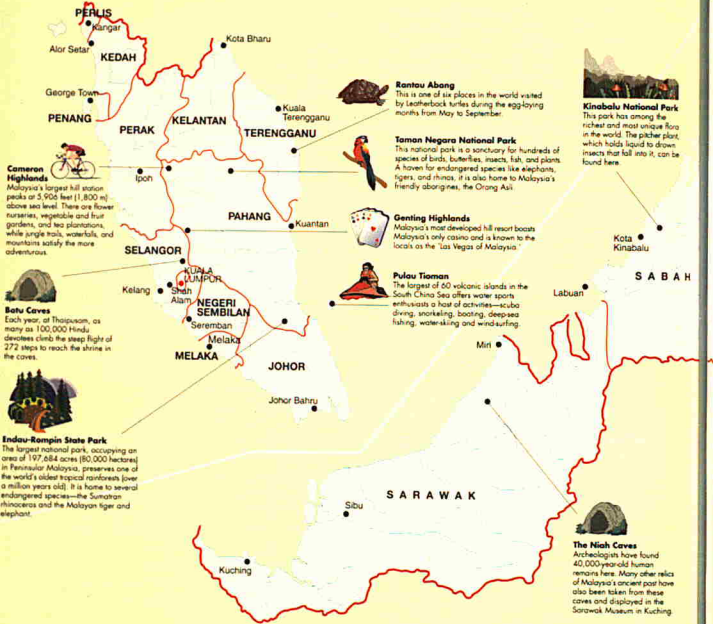 PERLIS
Kangar
Alor Setar
KEDAH
Kota Bharu
George Town
PENANG
PERAK
KELANTAN
Kuala
Terengganu
TERENGGANU
Rantau Abang
This is one of six places in the world visited
by Leatherback turtles during the egg-laying
months from May to September.
Taman Negara National Park
This national park is a sanctuary for hundreds of
species of birds, butterflies, insects, fish, and plants.
A haven for endangered species like elephants,
tigers, and rhinos, it is also home to Malaysia's
friendly aborigines, the Orang Asli.
Kinabalu National Park
This park has among the
richest and most unique flora
in the world. The pitcher plant,
which holds liquid to drown
insects that fall into it, can be
found here.
Cameron
Highlands
Malaysia's largest hill station
peaks at 5,906 feet (1,800 m)
above sea level. There are flower
nurseries, vegetable and fruit
gardens, and tea plantations,
while jungle trails, waterfalls, and
mountains satisfy the more
adventurous.
Ipoh
PAHANG
Kuantan
Genting Highlands
Malaysia's most developed hill resort boasts
Malaysia's only casino and is known to the
locals as the "Las Vegas of Malaysia."
Kota
Kinabalu
SABAH
Labuan
SELANGOR
KUALA
LUMPUR
Kelang
Shah
Alam
NEGERI
SEMBILAN
Seremban
Melaka
MELAKA
Pulau Tioman
The largest of 60 volcanic islands in the
South China Sea offers water sports
enthusiasts a host of activities—scuba
diving, snorkeling, boating, deep-sea
fishing, water-skiing and wind-surfing.
Batu Caves
Each year, at Thaipusam, as
many as 100,000 Hindu
devotees climb the steep flight of
272 steps to reach the shrine in
the caves.
Miri
JOHOR
Johor Bahru
Endau-Rompin State Park
The largest national park, occupying an
area of 197,684 acres (80,000 hectares)
in Peninsular Malaysia, preserves one of
the world's oldest tropical rainforests (over
a million years old). It is home to several
endangered species—the Sumatran
rhinoceros and the Malayan tiger and
elephant.
SARAWAK
Sibu
Kuching
The Niah Caves
Archeologists have found
40,000-year-old human
remains here. Many other relics
of Malaysia's ancient past have
also been taken from these
caves and displayed in the
Sarawak Museum in Kuching.